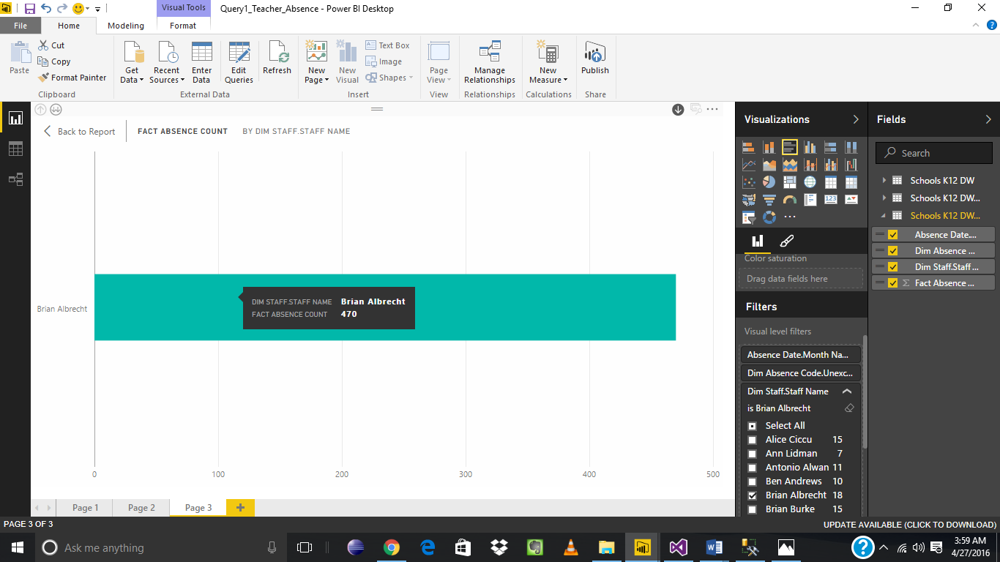 Visual Tools
Query1_Teacher_Absence - Power BI Desktop
File
Home
Modeling
Format
Paste
Cut
Copy
Format Painter
Clipboard
Get Data
Recent Sources
Enter Data
Edit Queries
Refresh
External Data
New Page
New Visual
Text Box
Image
Shapes
Insert
Page View
View
Manage Relationships
Relationships
New Measure
Calculations
Publish
Share
Back to Report
FACT ABSENCE COUNT
BY DIM STAFF.STAFF NAME
Brian Albrecht
DIM STAFF.STAFF NAME Brian Albrecht
FACT ABSENCE COUNT 470
0 100 200 300 400 500
Page 1
Page 2
Page 3
PAGE 3 OF 3
Visualizations
123
Color saturation
Drag data fields here
Filters
Visual level filters
Absence Date.Month Na...
Dim Absence Code.Unexc...
Dim Staff.Staff Name
is Brian Albrecht
Select All
Alice Ciccu 15
Ann Lidman 7
Antonio Alwan 11
Ben Andrews 10
Brian Albrecht 18
Brian Burke 15
Fields
Search
Schools K12 DW
Schools K12 DW...
Schools K12 DW...
Absence Date....
Dim Absence ...
Dim Staff.Staff ...
Σ Fact Absence ...
UPDATE AVAILABLE (CLICK TO DOWNLOAD)
Ask me anything
3:59 AM
4/27/2016